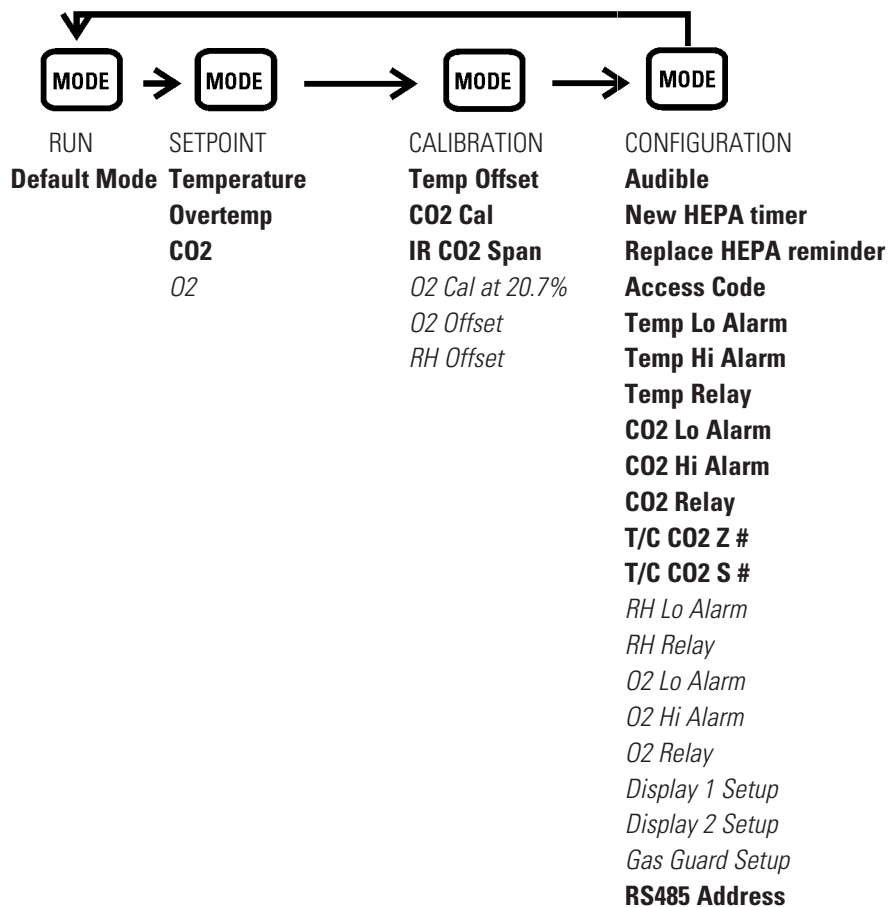 MODE MODE MODE MODE
RUN SETPOINT CALIBRATION CONFIGURATION
Default Mode Temperature Temp Offset Audible
Overtemp CO2 Cal New HEPA timer
CO2 IR CO2 Span Replace HEPA reminder
O2 O2 Cal at 20.7% Access Code
O2 Offset Temp Lo Alarm
RH Offset Temp Hi Alarm
Temp Relay
CO2 Lo Alarm
CO2 Hi Alarm
CO2 Relay
T/C CO2 Z #
T/C CO2 S #
RH Lo Alarm
RH Relay
O2 Lo Alarm
O2 Hi Alarm
O2 Relay
Display 1 Setup
Display 2 Setup
Gas Guard Setup
RS485 Address